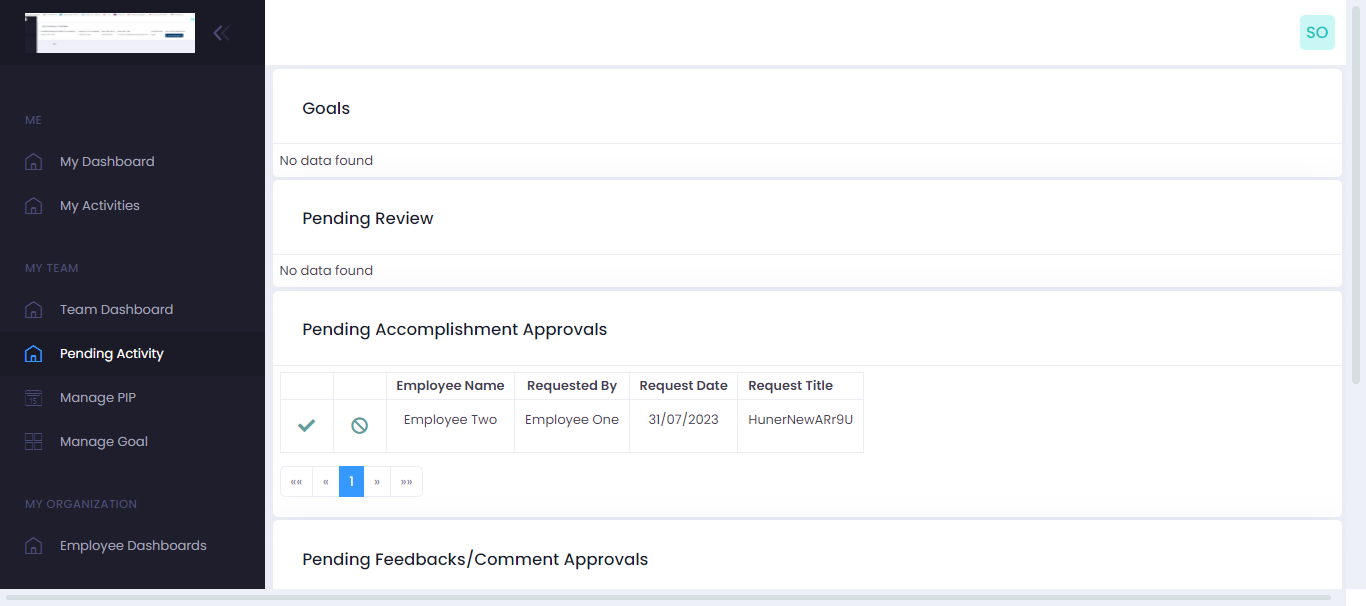 SO
ME
My Dashboard
My Activities
MY TEAM
Team Dashboard
Pending Activity
15
Manage PIP
Manage Goal
MY ORGANIZATION
Employee Dashboards
Goals
No data found
Pending Review
No data found
Pending Accomplishment Approvals
Employee Name Requested By Request Date Request Title
Employee Two Employee One 31/07/2023 HunerNewARr9U
«« « 1 » »»
Pending Feedbacks/Comment Approvals